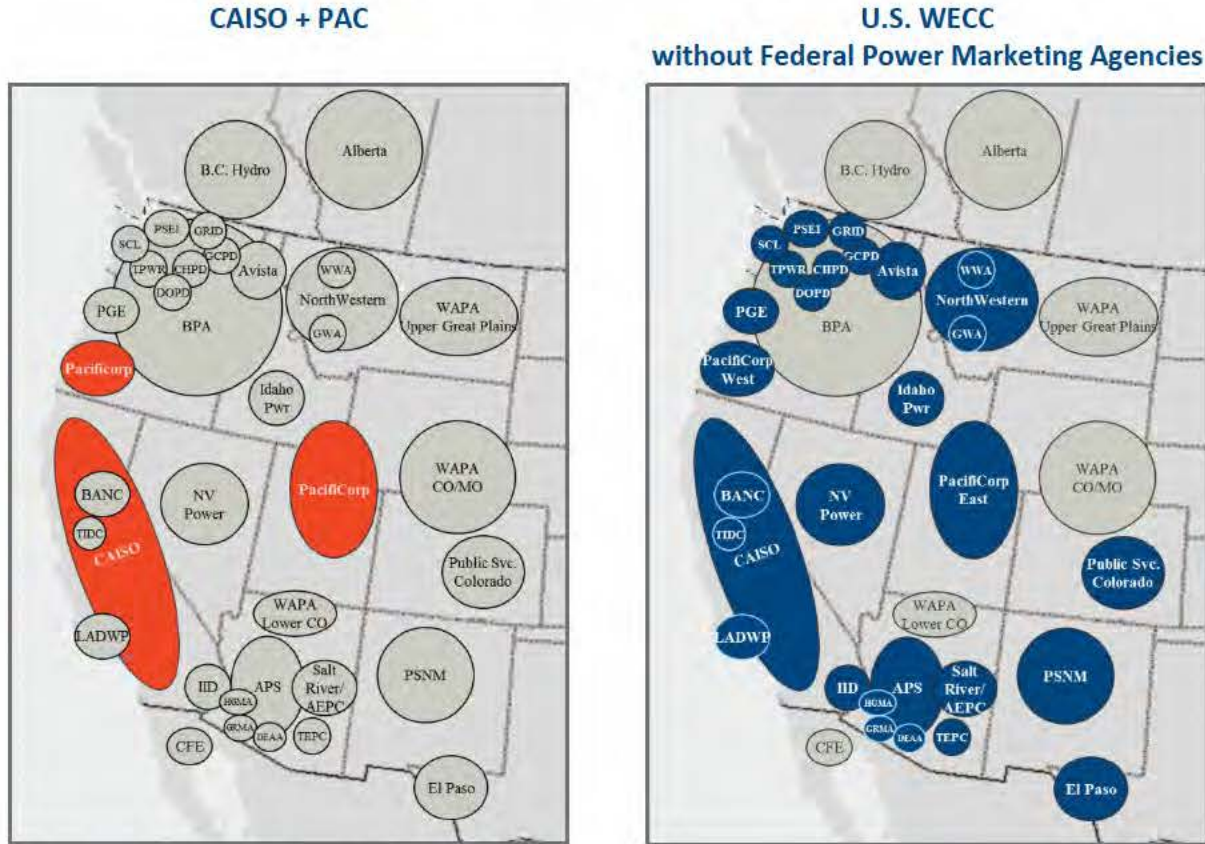 CAISO + PAC
B.C. Hydro
Alberta
PSEI
GRID
SCL
GCPD
TPWR
CHPD
Avista
DOPD
WWA
NorthWestern
GWA
WAPA
Upper Great Plains
PGE
BPA
Pacificorp
Idaho
Pwr
BANC
TIDC
CAISO
NV
Power
PacifiCorp
WAPA
CO/MO
Public Svc.
Colorado
WAPA
Lower CO
LADWP
IID
APS
HGMA
Salt
River/
AEPC
PSNM
GRMA
DEAA
TEPC
CFE
El Paso
U.S. WECC
without Federal Power Marketing Agencies
B.C. Hydro
Alberta
PSEI
GRID
SCL
GCPD
TPWR
CHPD
Avista
DOPD
WWA
NorthWestern
GWA
WAPA
Upper Great Plains
PGE
BPA
PacifiCorp
West
Idaho
Pwr
BANC
TIDC
CAISO
NV
Power
PacifiCorp
East
WAPA
CO/MO
Public Svc.
Colorado
WAPA
Lower CO
LADWP
IID
APS
HGMA
Salt
River/
AEPC
PSNM
GRMA
DEAA
TEPC
CFE
El Paso